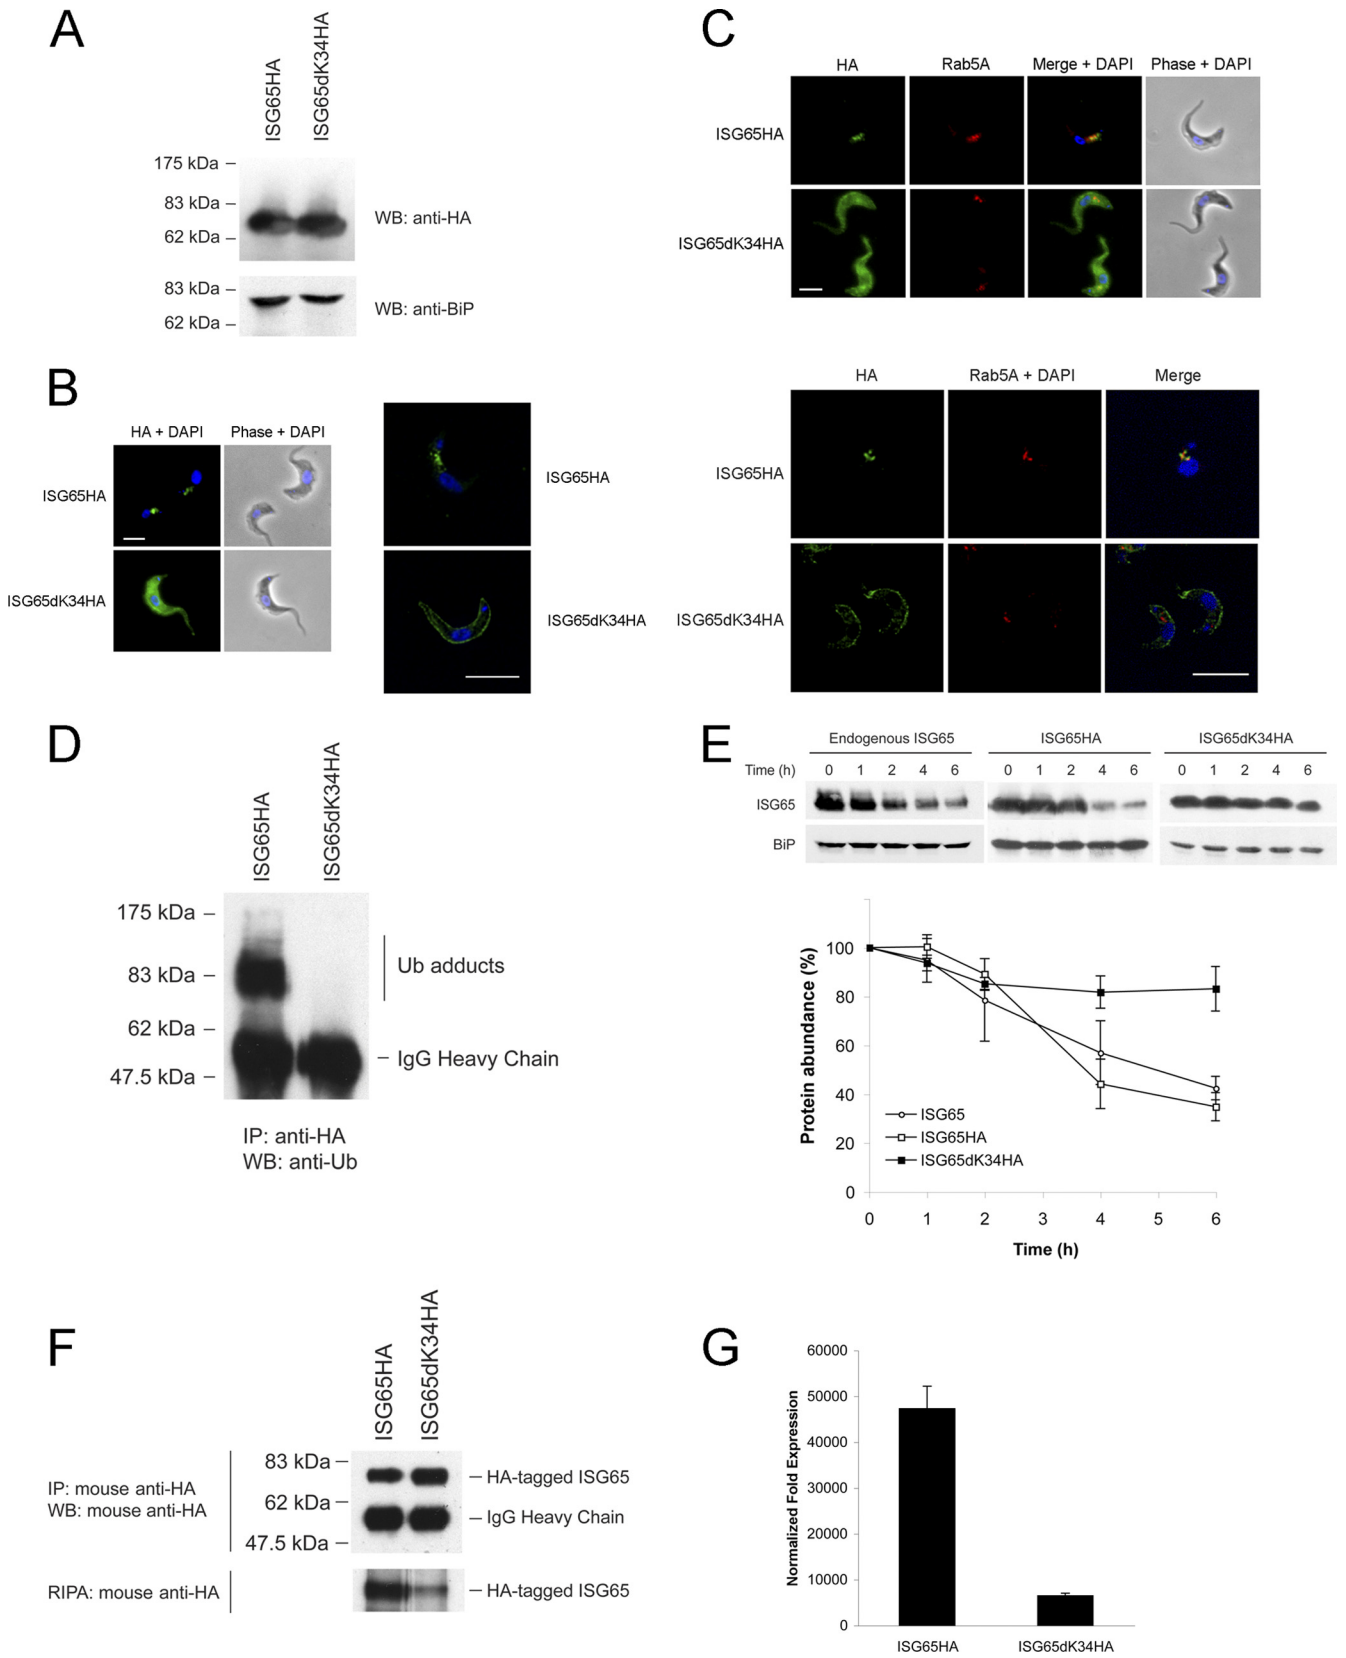 A
ISG65HA
ISG65dK34HA
175 kDa
83 kDa
62 kDa
WB: anti-HA
83 kDa
62 kDa
WB: anti-BiP
B
HA + DAPI
Phase + DAPI
ISG65HA
ISG65dK34HA
ISG65HA
ISG65dK34HA
C
HA
Rab5A
Merge + DAPI
Phase + DAPI
ISG65HA
ISG65dK34HA
HA
Rab5A + DAPI
Merge
ISG65HA
ISG65dK34HA
D
ISG65HA
ISG65dK34HA
175 kDa
83 kDa
62 kDa
47.5 kDa
Ub adducts
IgG Heavy Chain
IP: anti-HA
WB: anti-Ub
E
Endogenous ISG65
ISG65HA
ISG65dK34HA
Time (h)
0 1 2 4 6
0 1 2 4 6
0 1 2 4 6
ISG65
BiP
Protein abundance (%)
100
80
60
40
20
0
ISG65
ISG65HA
ISG65dK34HA
0 1 2 3 4 5 6
Time (h)
F
ISG65HA
ISG65dK34HA
IP: mouse anti-HA
WB: mouse anti-HA
83 kDa
62 kDa
47.5 kDa
HA-tagged ISG65
IgG Heavy Chain
RIPA: mouse anti-HA
HA-tagged ISG65
G
Normalized Fold Expression
60000
50000
40000
30000
20000
10000
0
ISG65HA
ISG65dK34HA